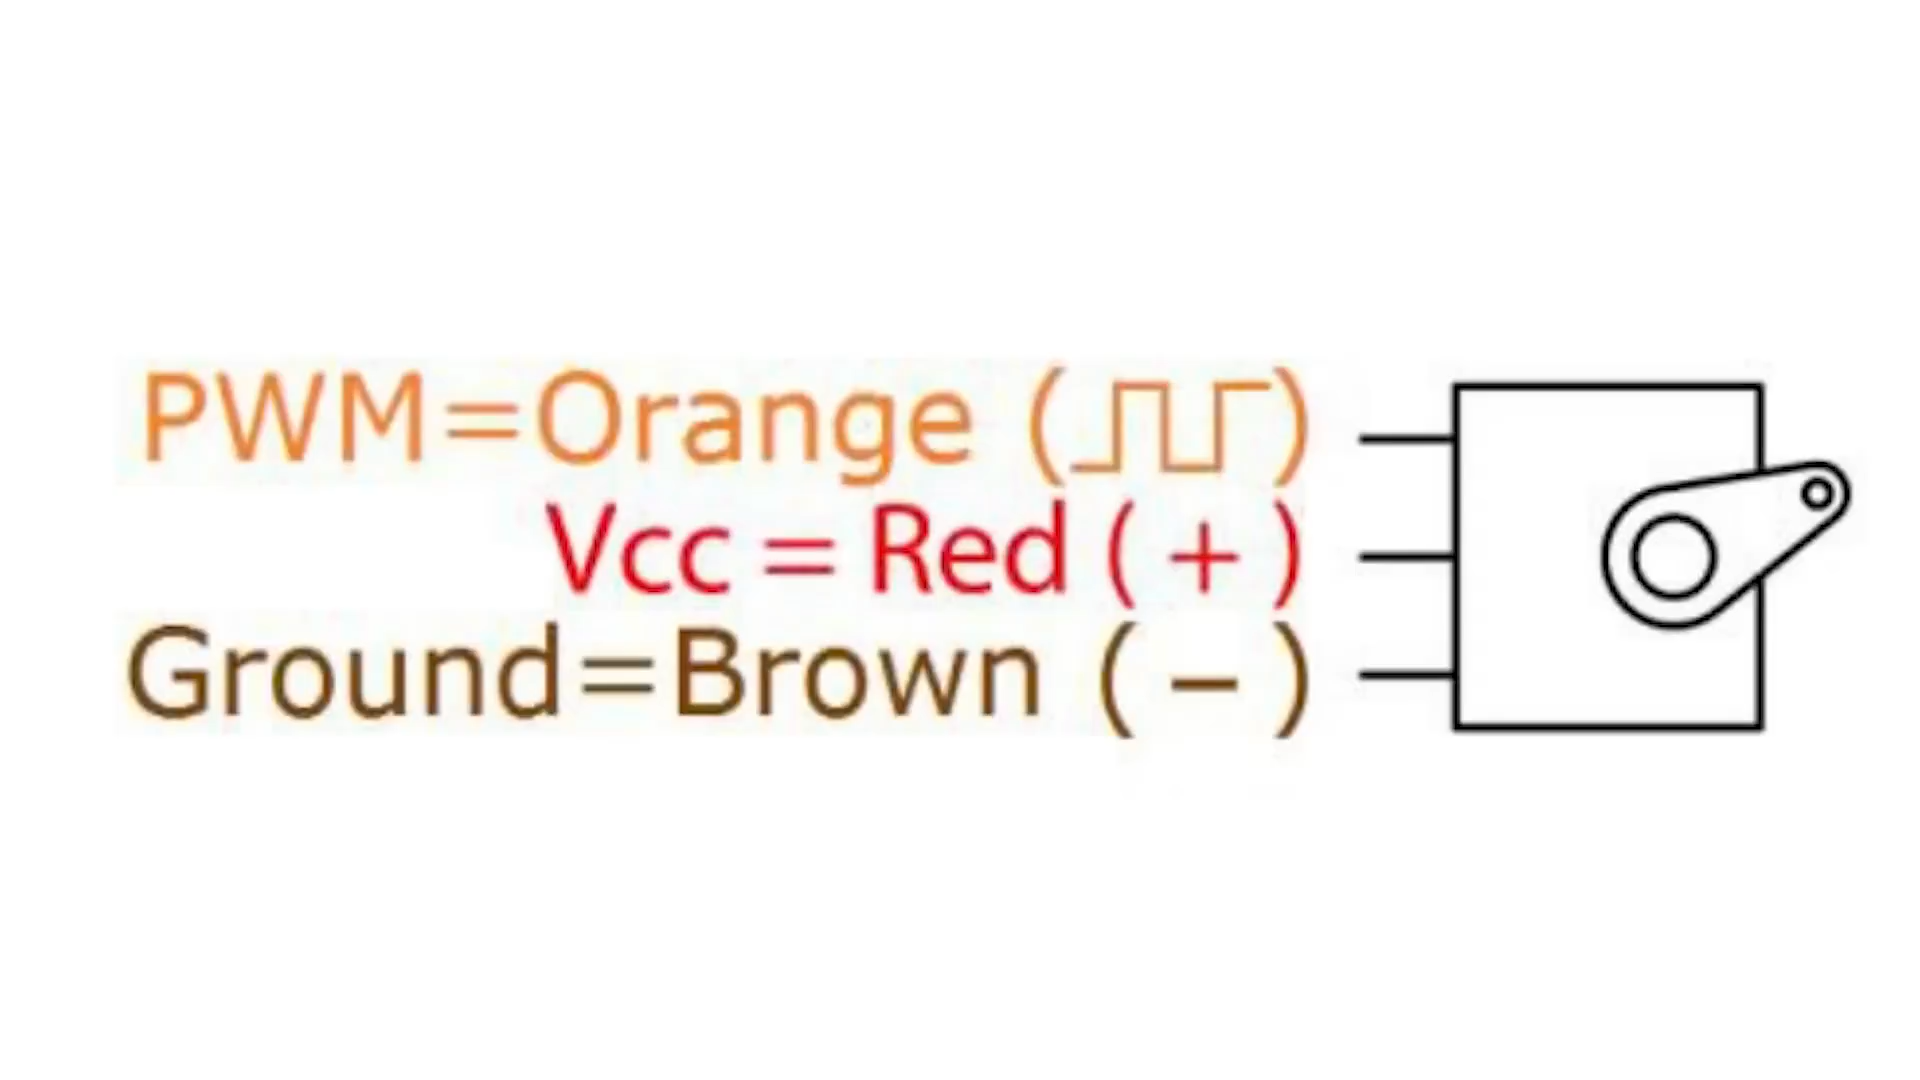 PWM=Orange (⎍⎍)
Vcc = Red ( + )
Ground=Brown ( − )